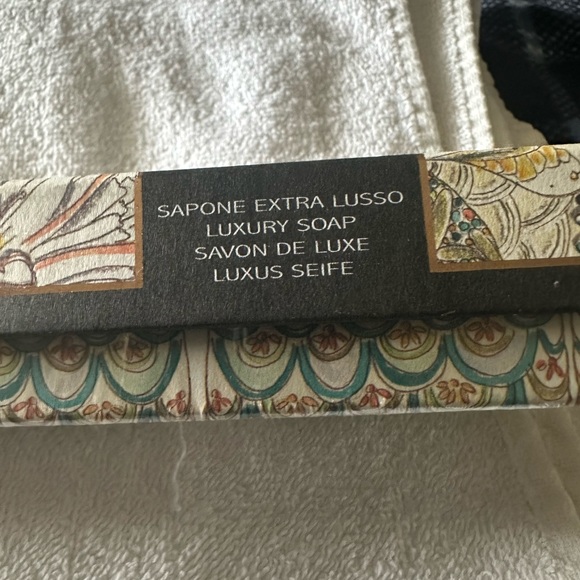 SAPONE EXTRA LUSSO
LUXURY SOAP
SAVON DE LUXE
LUXUS SEIFE